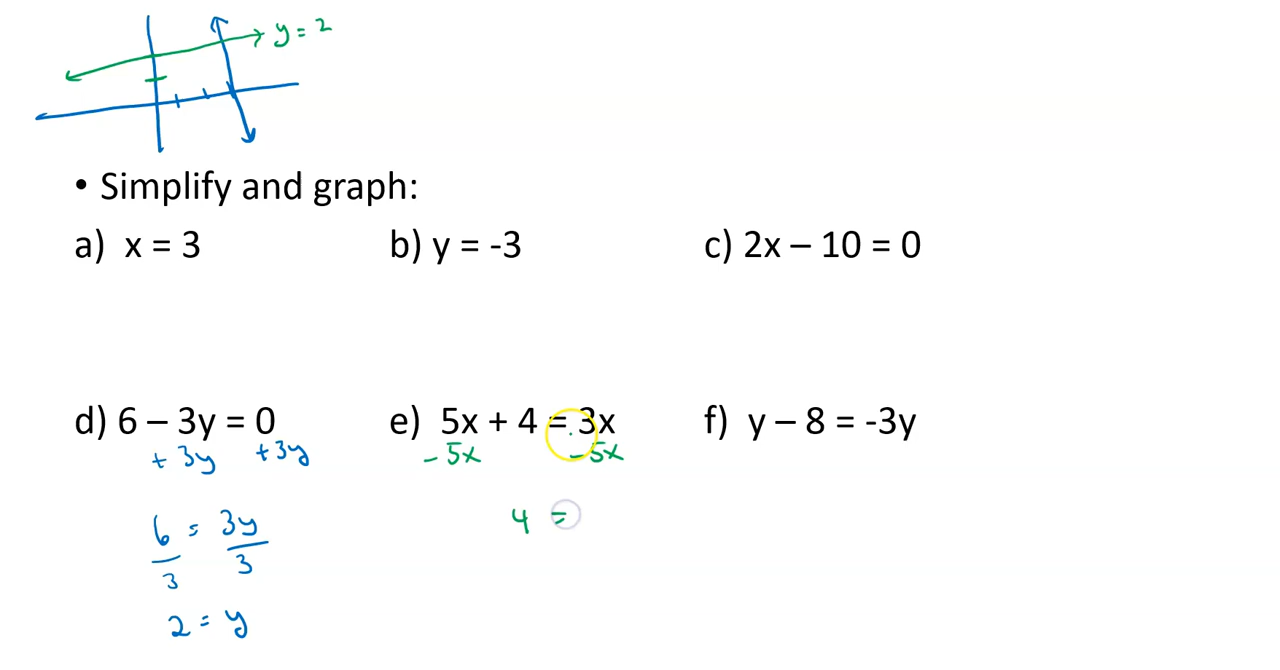 y = 2
• Simplify and graph:
a) x = 3 b) y = -3 c) 2x – 10 = 0
d) 6 – 3y = 0 e) 5x + 4 = 3x f) y – 8 = -3y
+ 3y +3y - 5x - 5x
6 = 3y 4 =
3 3
2 = y